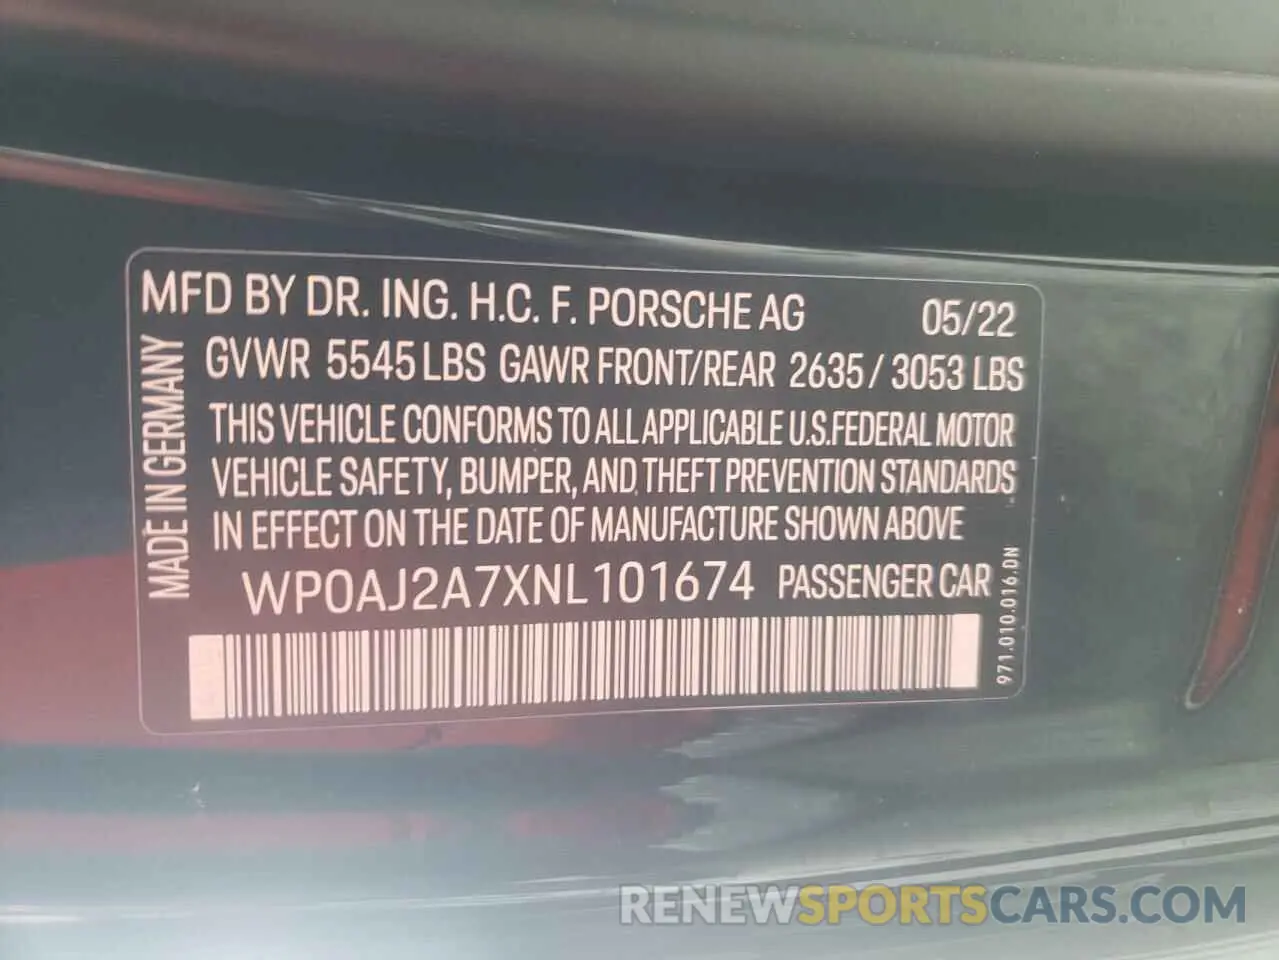 MFD BY DR. ING. H.C. F. PORSCHE AG 05/22
GVWR 5545 LBS GAWR FRONT/REAR 2635 / 3053 LBS
THIS VEHICLE CONFORMS TO ALL APPLICABLE U.S.FEDERAL MOTOR
VEHICLE SAFETY, BUMPER, AND THEFT PREVENTION STANDARDS
IN EFFECT ON THE DATE OF MANUFACTURE SHOWN ABOVE
WP0AJ2A7XNL101674 PASSENGER CAR
MADE IN GERMANY
971.010.016.DN
RENEWSPORTSCARS.COM